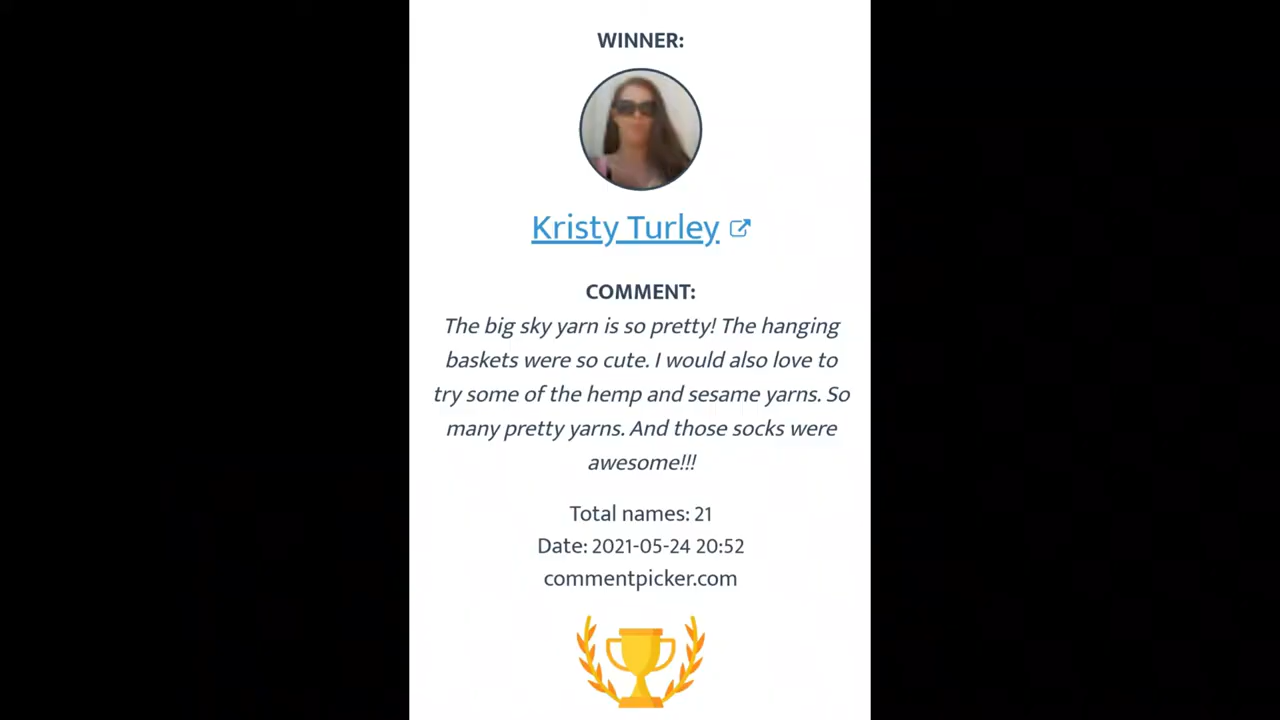 WINNER:
Kristy Turley
COMMENT:
The big sky yarn is so pretty! The hanging
baskets were so cute. I would also love to
try some of the hemp and sesame yarns. So
many pretty yarns. And those socks were
awesome!!!
Total names: 21
Date: 2021-05-24 20:52
commentpicker.com